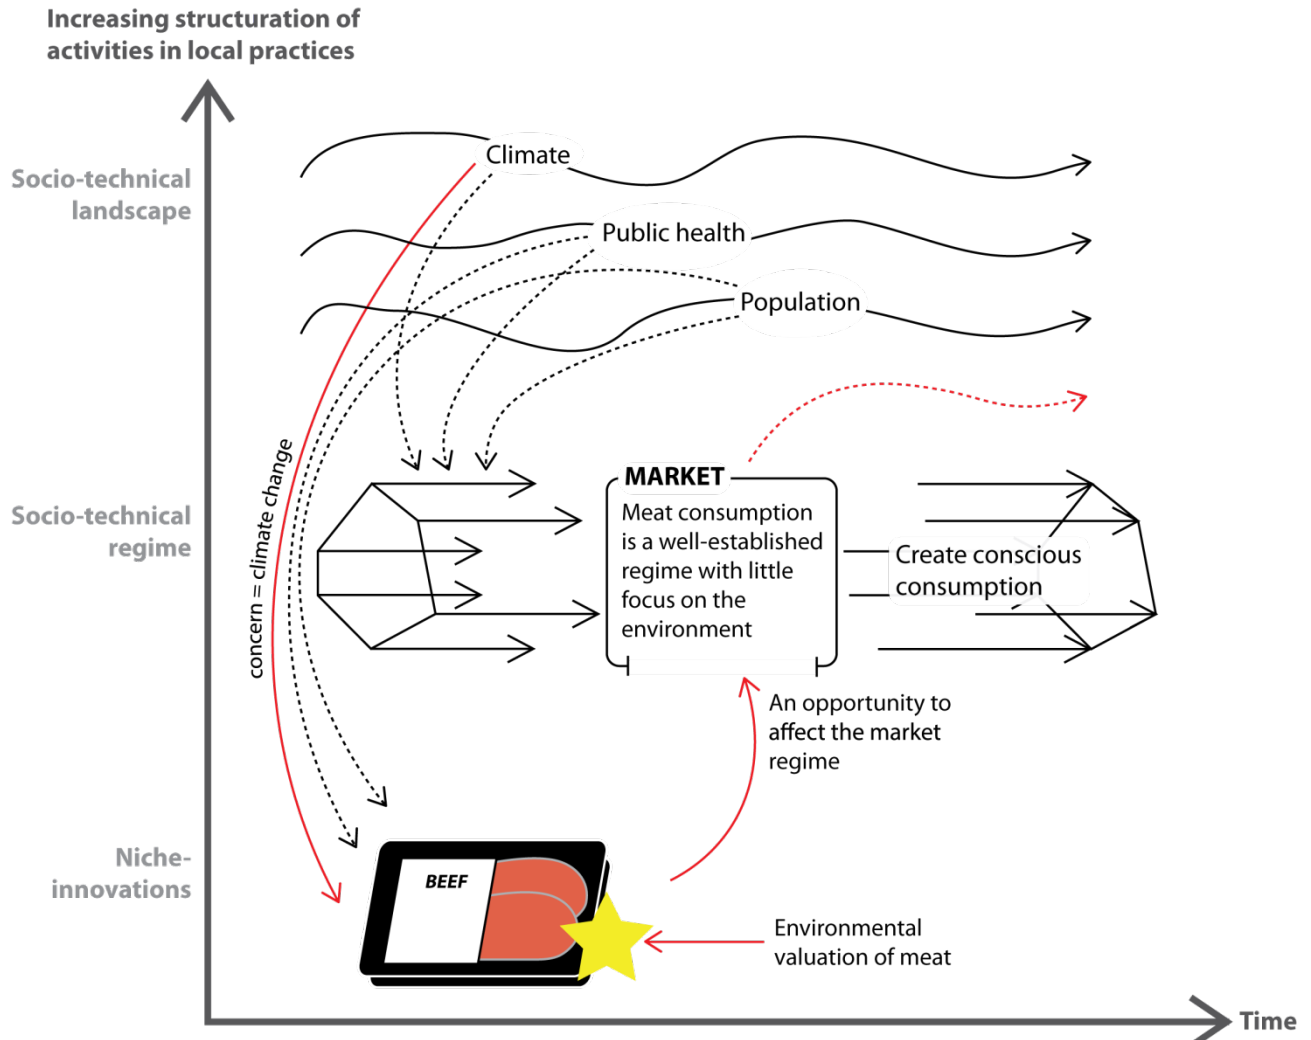 Increasing structuration of
activities in local practices
Socio-technical
landscape
Climate
Public health
Population
concern = climate change
Socio-technical
regime
MARKET
Meat consumption
is a well-established
regime with little
focus on the
environment
Create conscious
consumption
An opportunity to
affect the market
regime
Niche-
innovations
BEEF
Environmental
valuation of meat
Time